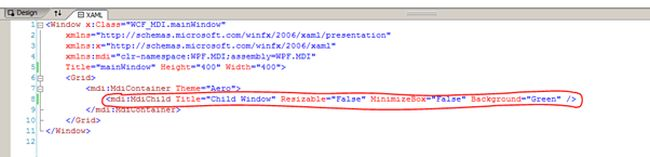 Design XAML
1 <Window x:Class="WCF_MDI.mainWindow"
2 xmlns="http://schemas.microsoft.com/winfx/2006/xaml/presentation"
3 xmlns:x="http://schemas.microsoft.com/winfx/2006/xaml"
4 xmlns:mdi="clr-namespace:WPF.MDI;assembly=WPF.MDI"
5 Title="mainWindow" Height="400" Width="400">
6 <Grid>
7 <mdi:MdiContainer Theme="Aero">
8 <mdi:MdiChild Title="Child Window" Resizable="False" MinimizeBox="False" Background="Green" />
9 </mdi:MdiContainer>
10 </Grid>
11 </Window>
12